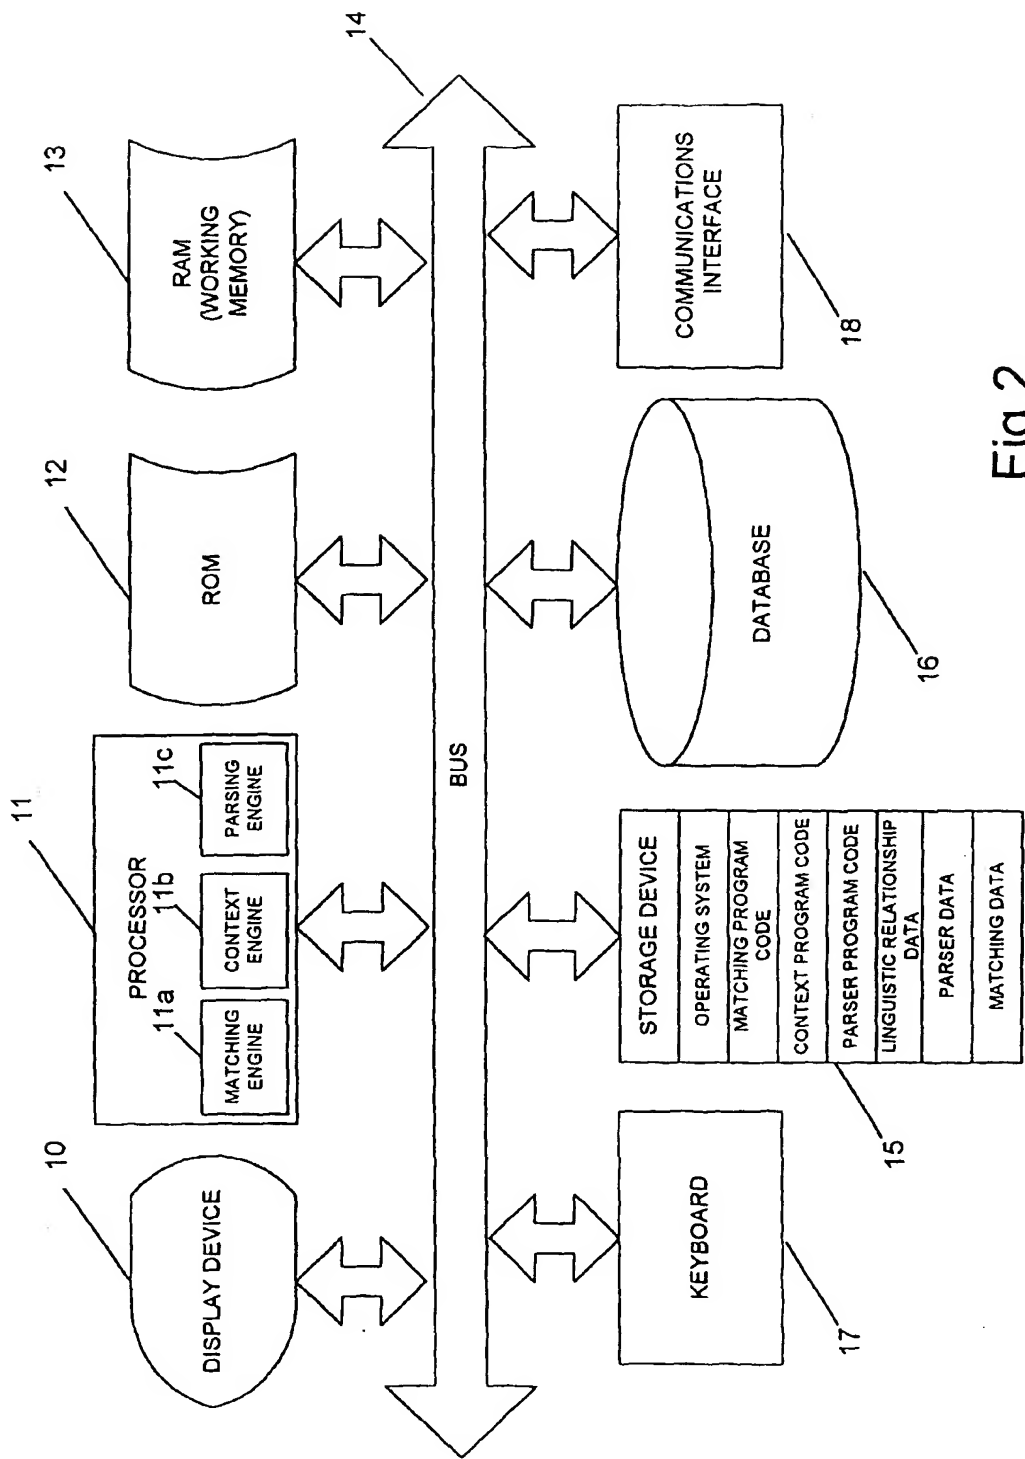 10
DISPLAY DEVICE
11
PROCESSOR
11a
MATCHING
ENGINE
11b
CONTEXT
ENGINE
11c
PARSING
ENGINE
12
ROM
13
RAM
(WORKING
MEMORY)
14
BUS
KEYBOARD
17
STORAGE DEVICE
OPERATING SYSTEM
MATCHING PROGRAM
CODE
CONTEXT PROGRAM CODE
PARSER PROGRAM CODE
LINGUISTIC RELATIONSHIP
DATA
PARSER DATA
MATCHING DATA
15
DATABASE
16
COMMUNICATIONS
INTERFACE
18
Fig 2